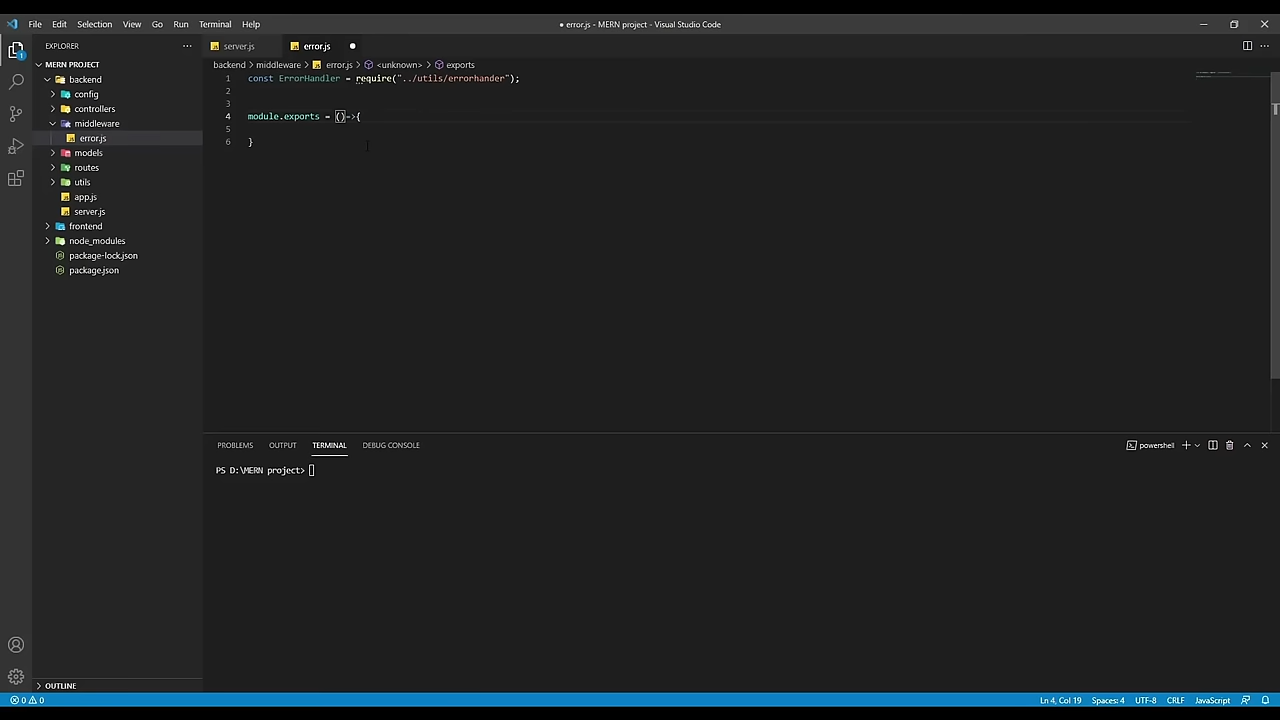 File Edit Selection View Go Run Terminal Help
● error.js - MERN project - Visual Studio Code
EXPLORER
server.js
error.js
MERN PROJECT
backend
config
controllers
middleware
error.js
models
routes
utils
app.js
server.js
frontend
node_modules
package-lock.json
package.json
OUTLINE
backend > middleware > error.js > <unknown> > exports
1 const ErrorHandler = require("../utils/errorhander");
2
3
4 module.exports = ()=>{
5
6 }
PROBLEMS OUTPUT TERMINAL DEBUG CONSOLE
powershell
PS D:\MERN project>
1
0 0
Ln 4, Col 19 Spaces: 4 UTF-8 CRLF JavaScript